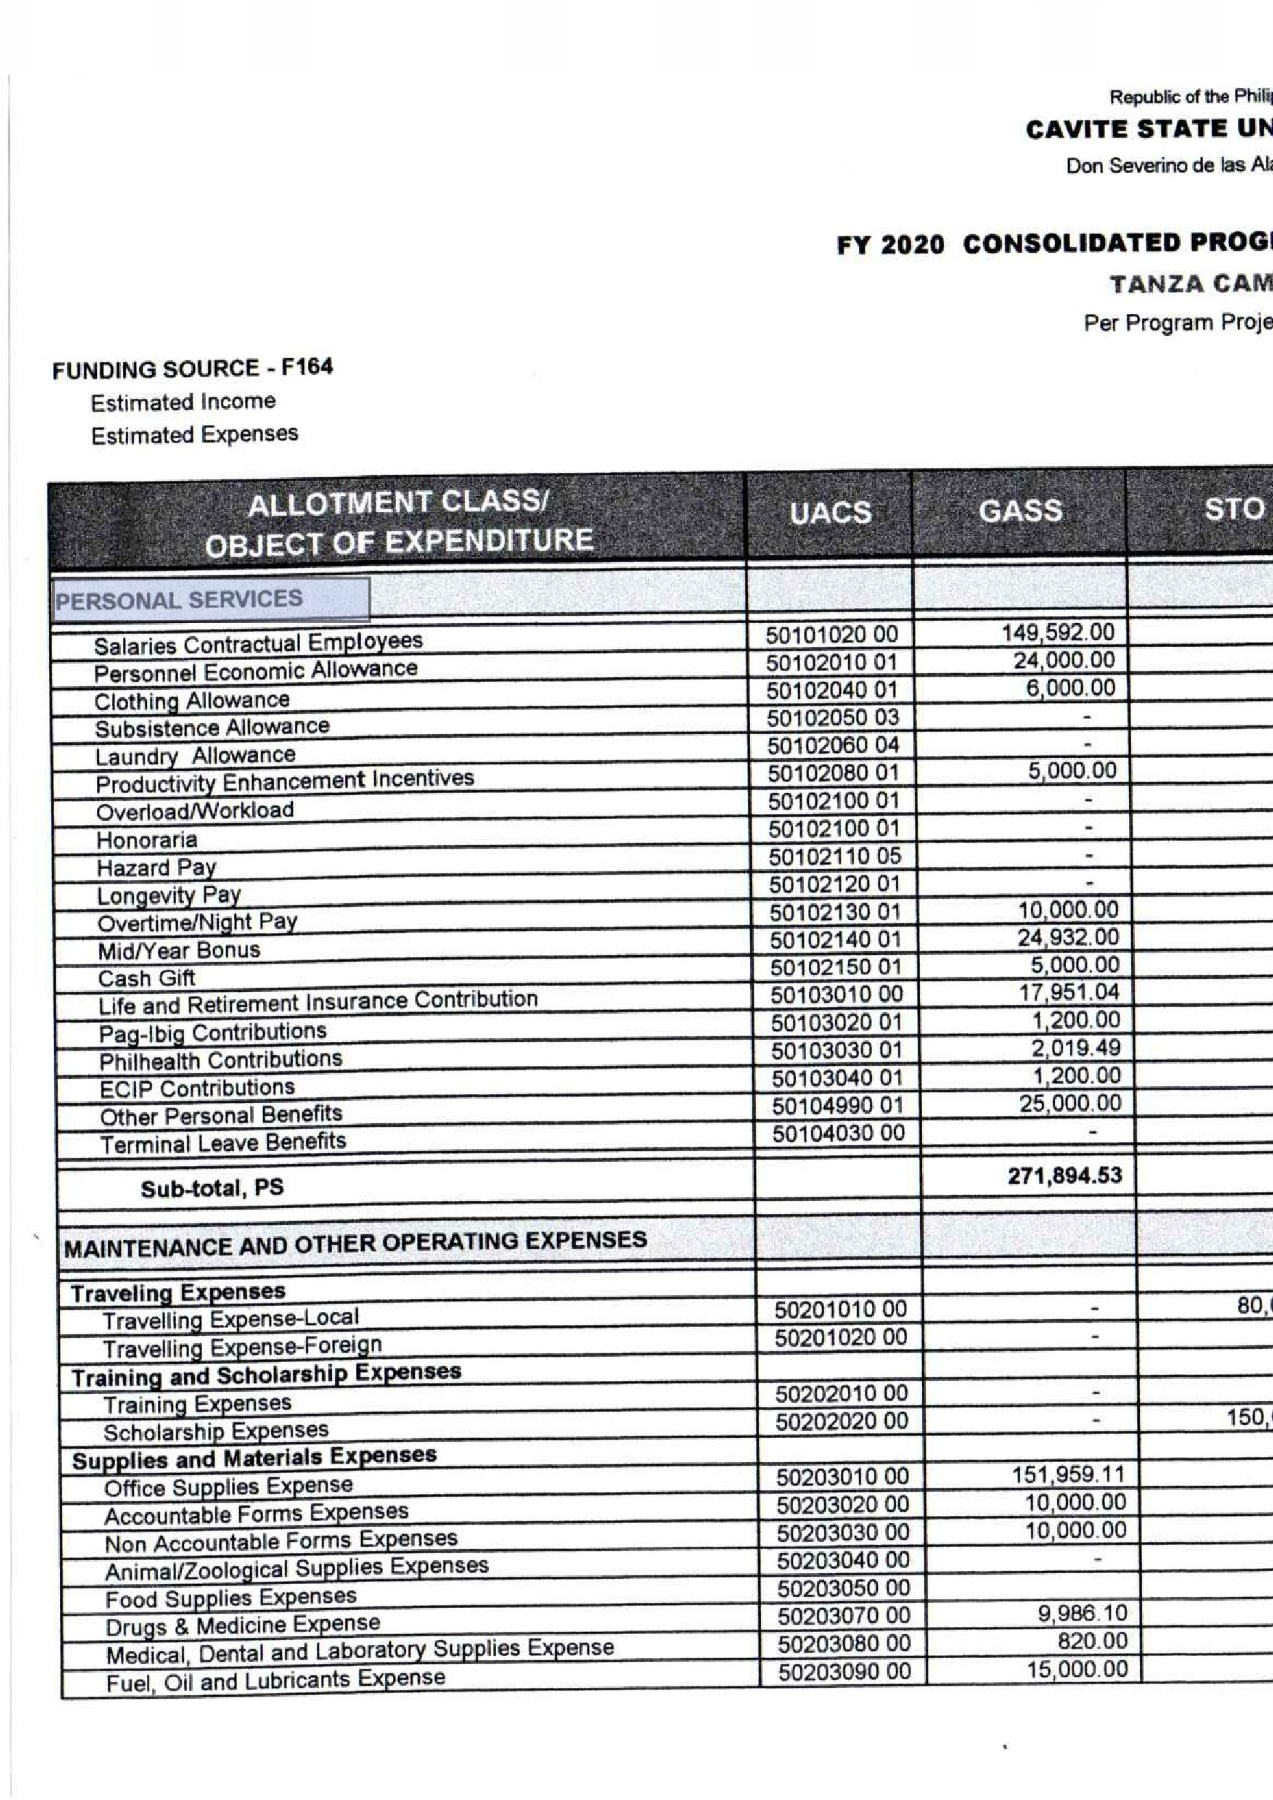 Republic of the Phili
CAVITE STATE UN
Don Severino de las Ala
FY 2020 CONSOLIDATED PROG
TANZA CAM
Per Program Proje
FUNDING SOURCE - F164
Estimated Income
Estimated Expenses
ALLOTMENT CLASS/ OBJECT OF EXPENDITURE UACS GASS STO
PERSONAL SERVICES
Salaries Contractual Employees 50101020 00 149,592.00
Personnel Economic Allowance 50102010 01 24,000.00
Clothing Allowance 50102040 01 6,000.00
Subsistence Allowance 50102050 03 -
Laundry Allowance 50102060 04 -
Productivity Enhancement Incentives 50102080 01 5,000.00
Overload/Workload 50102100 01 -
Honoraria 50102100 01 -
Hazard Pay 50102110 05 -
Longevity Pay 50102120 01 -
Overtime/Night Pay 50102130 01 10,000.00
Mid/Year Bonus 50102140 01 24,932.00
Cash Gift 50102150 01 5,000.00
Life and Retirement Insurance Contribution 50103010 00 17,951.04
Pag-Ibig Contributions 50103020 01 1,200.00
Philhealth Contributions 50103030 01 2,019.49
ECIP Contributions 50103040 01 1,200.00
Other Personal Benefits 50104990 01 25,000.00
Terminal Leave Benefits 50104030 00 -
Sub-total, PS 271,894.53
MAINTENANCE AND OTHER OPERATING EXPENSES
Traveling Expenses
Travelling Expense-Local 50201010 00 - 80,
Travelling Expense-Foreign 50201020 00 -
Training and Scholarship Expenses
Training Expenses 50202010 00 -
Scholarship Expenses 50202020 00 - 150,
Supplies and Materials Expenses
Office Supplies Expense 50203010 00 151,959.11
Accountable Forms Expenses 50203020 00 10,000.00
Non Accountable Forms Expenses 50203030 00 10,000.00
Animal/Zoological Supplies Expenses 50203040 00 -
Food Supplies Expenses 50203050 00
Drugs & Medicine Expense 50203070 00 9,986.10
Medical, Dental and Laboratory Supplies Expense 50203080 00 820.00
Fuel, Oil and Lubricants Expense 50203090 00 15,000.00